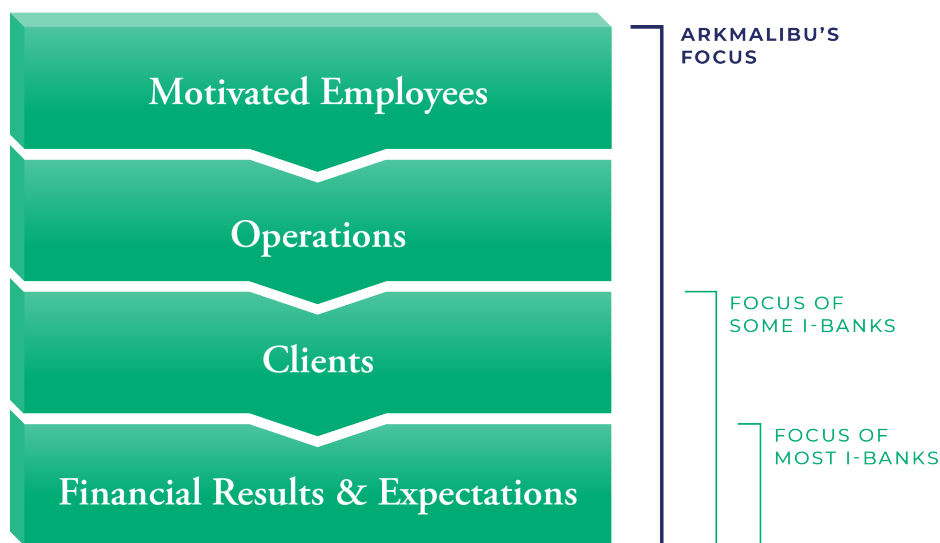 Motivated Employees
Operations
Clients
Financial Results & Expectations
ARKMALIBU’S
FOCUS
FOCUS OF
SOME I-BANKS
FOCUS OF
MOST I-BANKS